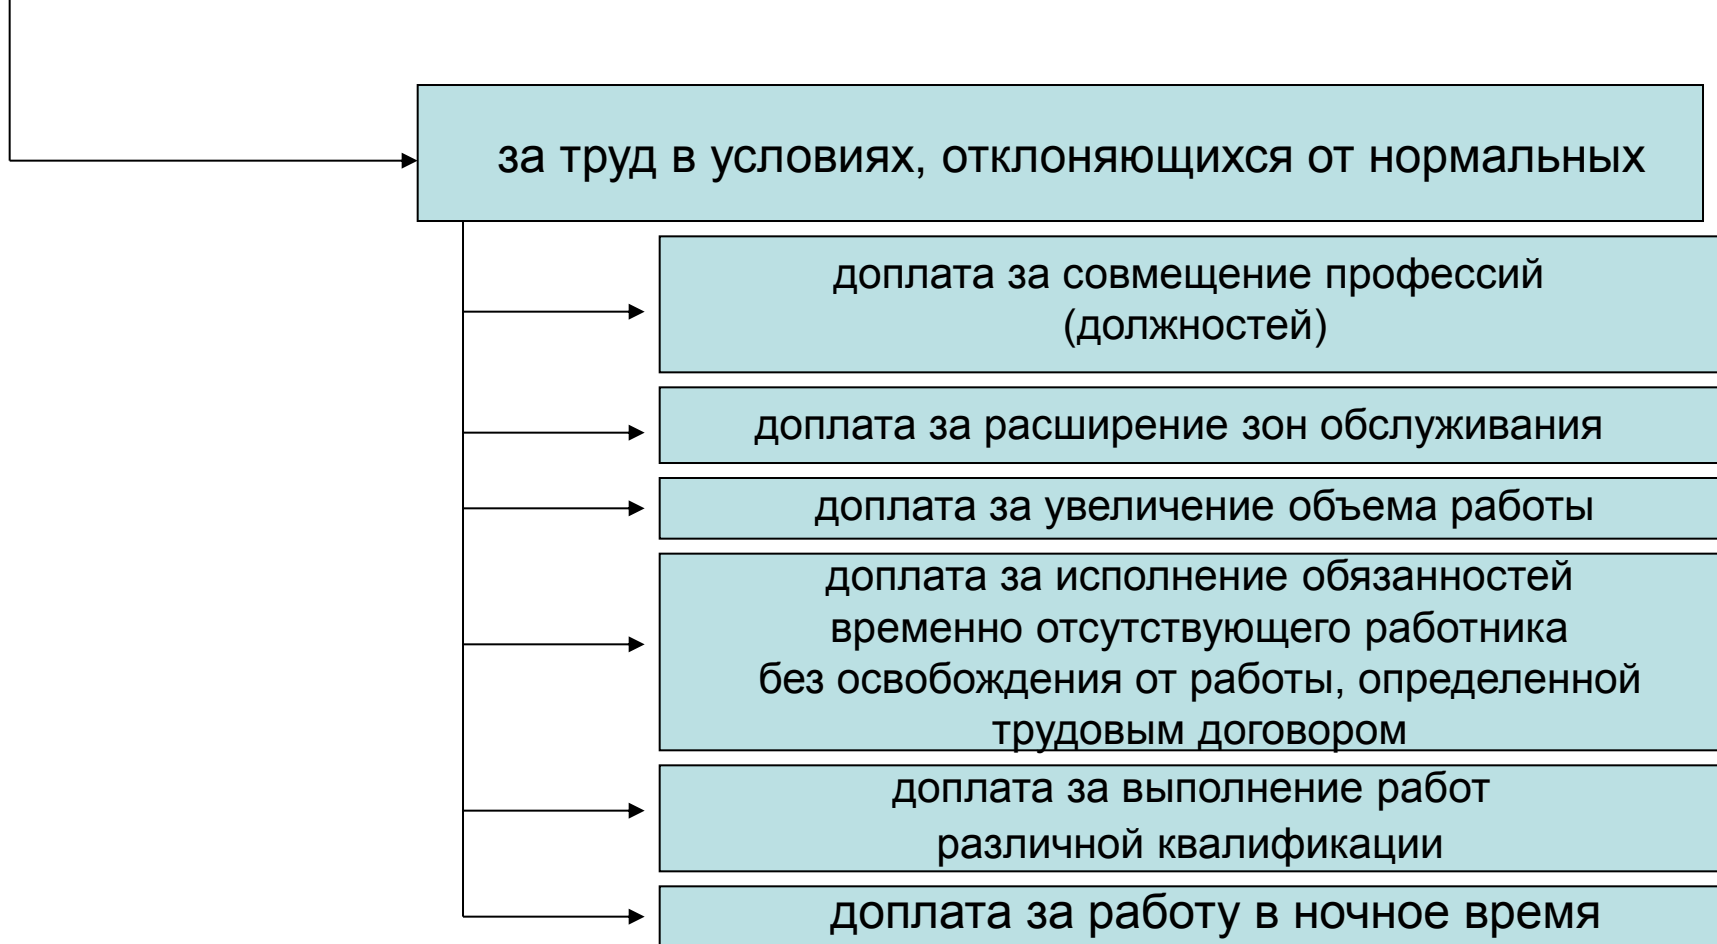 за труд в условиях, отклоняющихся от нормальных
доплата за совмещение профессий
(должностей)
доплата за расширение зон обслуживания
доплата за увеличение объема работы
доплата за исполнение обязанностей
временно отсутствующего работника
без освобождения от работы, определенной
трудовым договором
доплата за выполнение работ
различной квалификации
доплата за работу в ночное время